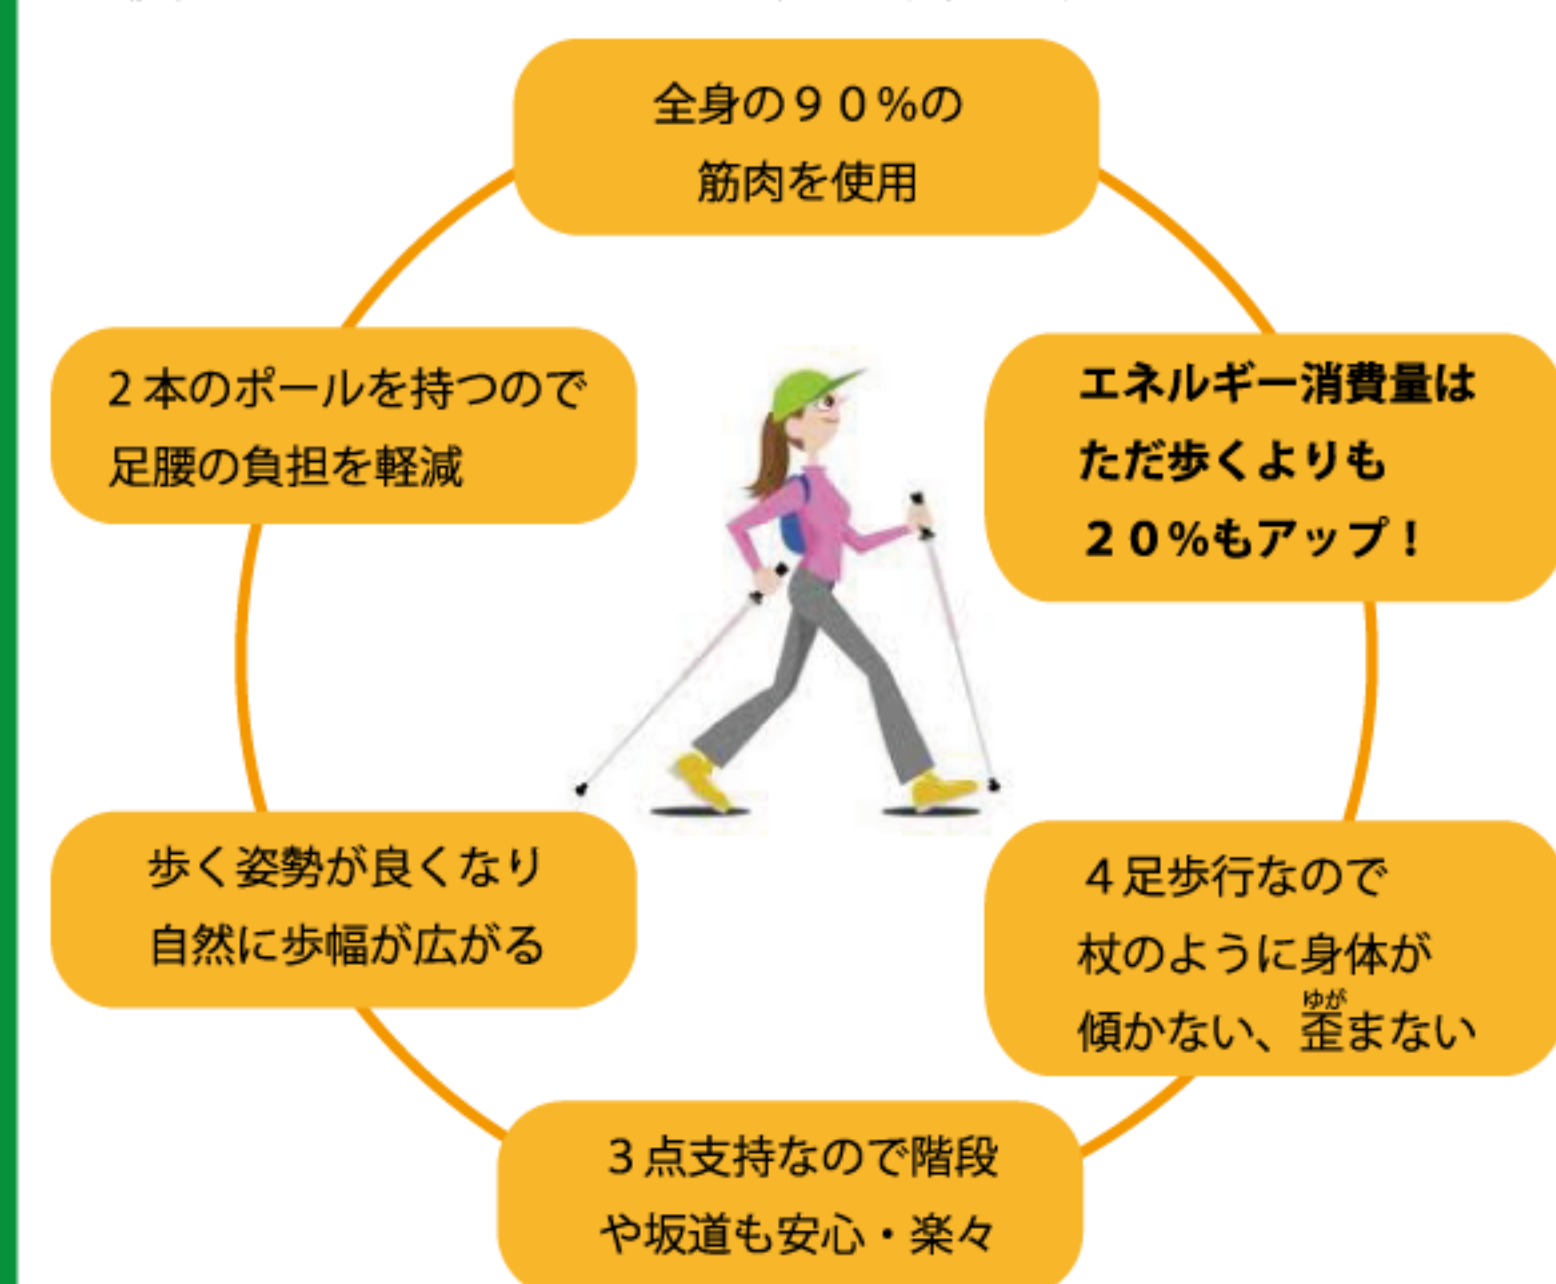 全身の９０％の
筋肉を使用
2 本のポールを持つので
足腰の負担を軽減
エネルギー消費量は
ただ歩くよりも
２０％もアップ！
歩く姿勢が良くなり
自然に歩幅が広がる
４足歩行なので
杖のように身体が
ゆが
傾かない、歪まない
３点支持なので階段
や坂道も安心・楽々